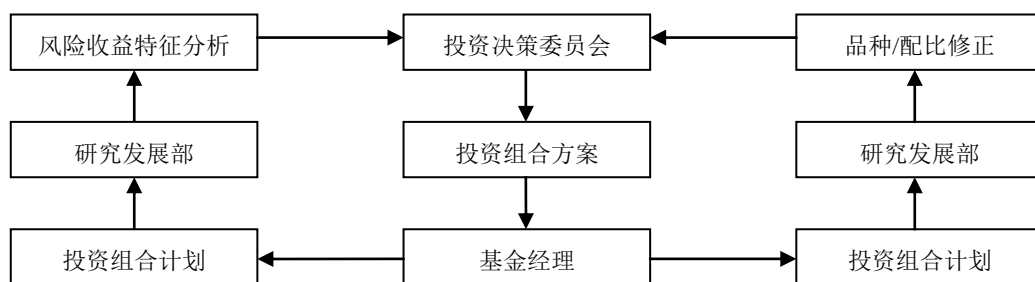 风险收益特征分析
投资决策委员会
品种/配比修正
研究发展部
投资组合方案
研究发展部
投资组合计划
基金经理
投资组合计划